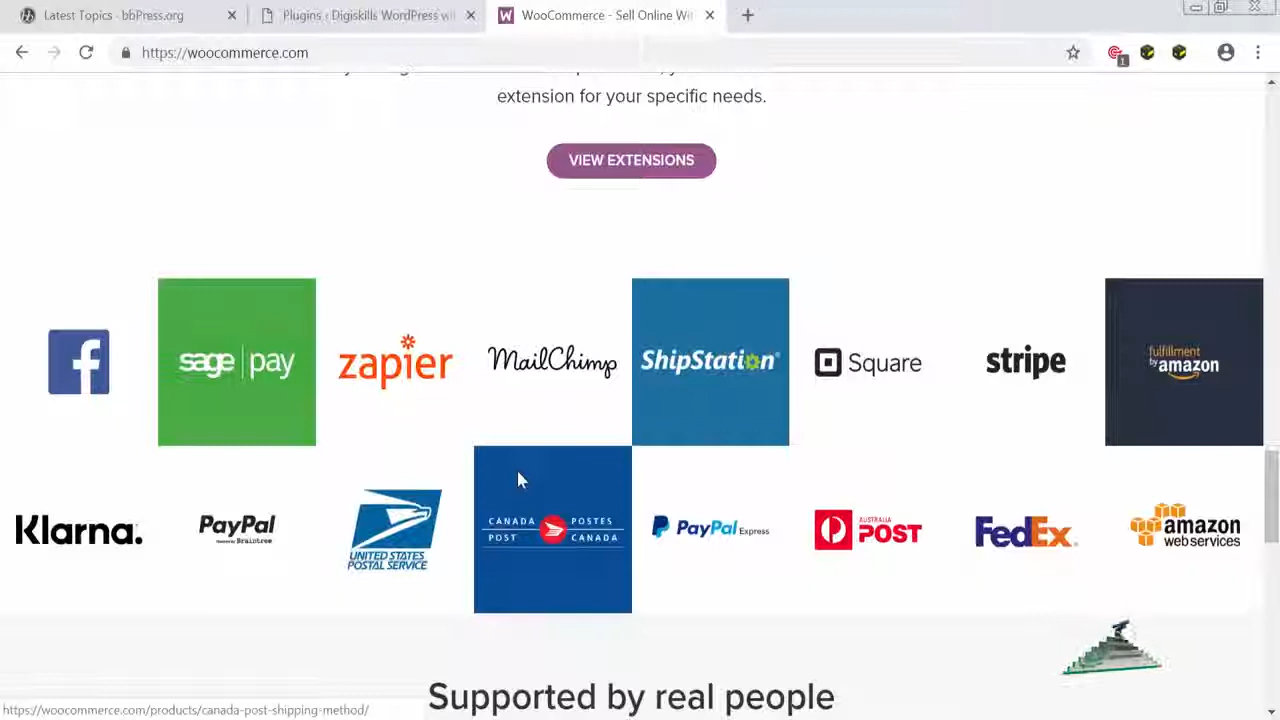 Latest Topics · bbPress.org
Plugins ‹ Digiskills WordPress wit
WooCommerce - Sell Online Wit
https://woocommerce.com
1
extension for your specific needs.
VIEW EXTENSIONS
f
sage | pay
zapier
MailChimp
ShipStation®
Square
stripe
fulfillment
by amazon
Klarna.
PayPal
Braintree
UNITED STATES
POSTAL SERVICE
CANADA POSTES
POST CANADA
PayPal Express
AUSTRALIA
POST
FedEx®
amazon
web services
Supported by real people
https://woocommerce.com/products/canada-post-shipping-method/